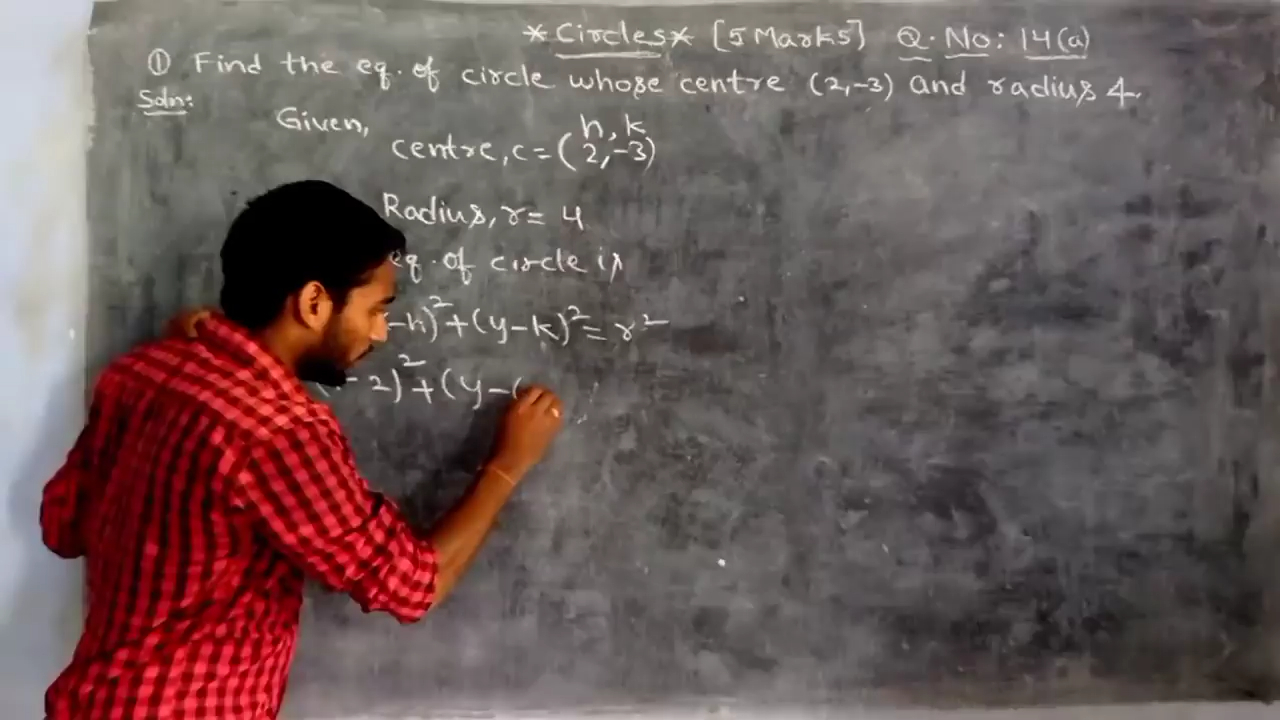 *Circles* [5 Marks] Q. No: 14(a)
① Find the eq. of circle whose centre (2,-3) and radius 4.
Soln:
Given,
h, k
centre, c = (2, -3)
Radius, r = 4
eq. of circle is
-h)² + (y-k)² = r²
- 2)² + (y-(